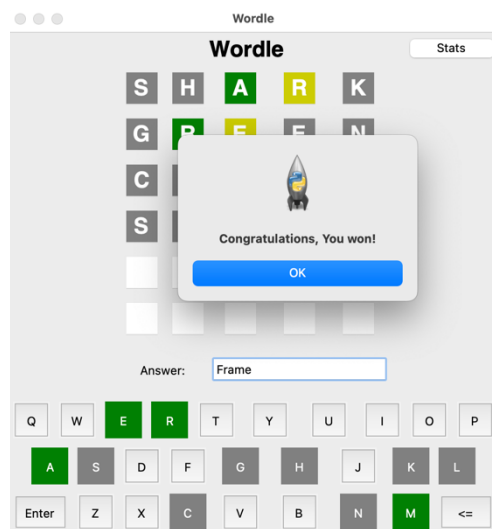 Wordle
Wordle
Stats
S H A R K
G R E E N
C
S
Congratulations, You won!
OK
Answer: Frame
Q W E R T Y U I O P
A S D F G H J K L
Enter Z X C V B N M <=